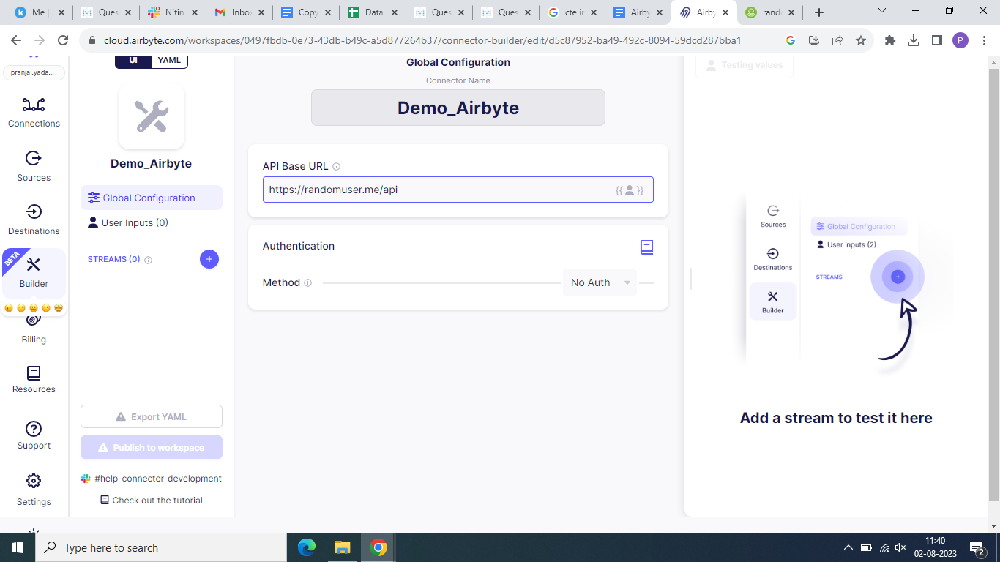 Me |
Ques
Nitin
Inbox
Copy
Data
Ques
Ques
cte in
Airby
Airby
rand
cloud.airbyte.com/workspaces/0497fbdb-0e73-43db-b49c-a5d877264b37/connector-builder/edit/d5c87952-ba49-492c-8094-59dcd287bba1
P
pranjal.yada...
Connections
Sources
Destinations
BETA
Builder
Billing
Resources
Support
Settings
UI
YAML
Demo_Airbyte
Global Configuration
User Inputs (0)
STREAMS (0)
Export YAML
Publish to workspace
#help-connector-development
Check out the tutorial
Global Configuration
Connector Name
Demo_Airbyte
API Base URL
https://randomuser.me/api
{{ }}
Authentication
Method
No Auth
Testing values
Sources
Destinations
Builder
Global Configuration
User inputs (2)
STREAMS
Add a stream to test it here
Type here to search
11:40
02-08-2023
2